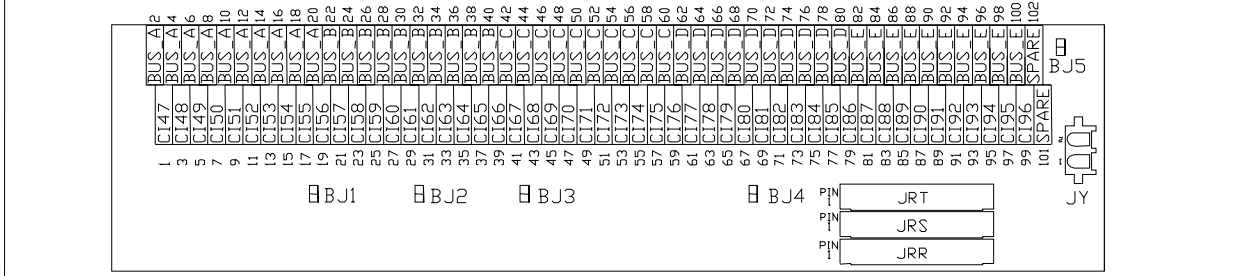 2 4 6 8 10 12 14 16 18 20 22 24 26 28 30 32 34 36 38 40 42 44 46 48 50 52 54 56 58 60 62 64 66 68 70 72 74 76 78 80 82 84 86 88 90 92 94 96 98 100 102
BUS_A BUS_A BUS_A BUS_A BUS_A BUS_A BUS_A BUS_A BUS_A BUS_A BUS_B BUS_B BUS_B BUS_B BUS_B BUS_B BUS_B BUS_B BUS_B BUS_B BUS_C BUS_C BUS_C BUS_C BUS_C BUS_C BUS_C BUS_C BUS_C BUS_C BUS_D BUS_D BUS_D BUS_D BUS_D BUS_D BUS_D BUS_D BUS_D BUS_D BUS_E BUS_E BUS_E BUS_E BUS_E BUS_E BUS_E BUS_E BUS_E BUS_E SPARE
BJ5
CI47 CI48 CI49 CI50 CI51 CI52 CI53 CI54 CI55 CI56 CI57 CI58 CI59 CI60 CI61 CI62 CI63 CI64 CI65 CI66 CI67 CI68 CI69 CI70 CI71 CI72 CI73 CI74 CI75 CI76 CI77 CI78 CI79 CI80 CI81 CI82 CI83 CI84 CI85 CI86 CI87 CI88 CI89 CI90 CI91 CI92 CI93 CI94 CI95 CI96 SPARE
1 3 5 7 9 11 13 15 17 19 21 23 25 27 29 31 33 35 37 39 41 43 45 47 49 51 53 55 57 59 61 63 65 67 69 71 73 75 77 79 81 83 85 87 89 91 93 95 97 99 101
2
1
BJ1 BJ2 BJ3 BJ4
PIN 1 JRT
JY
PIN 1 JRS
PIN 1 JRR